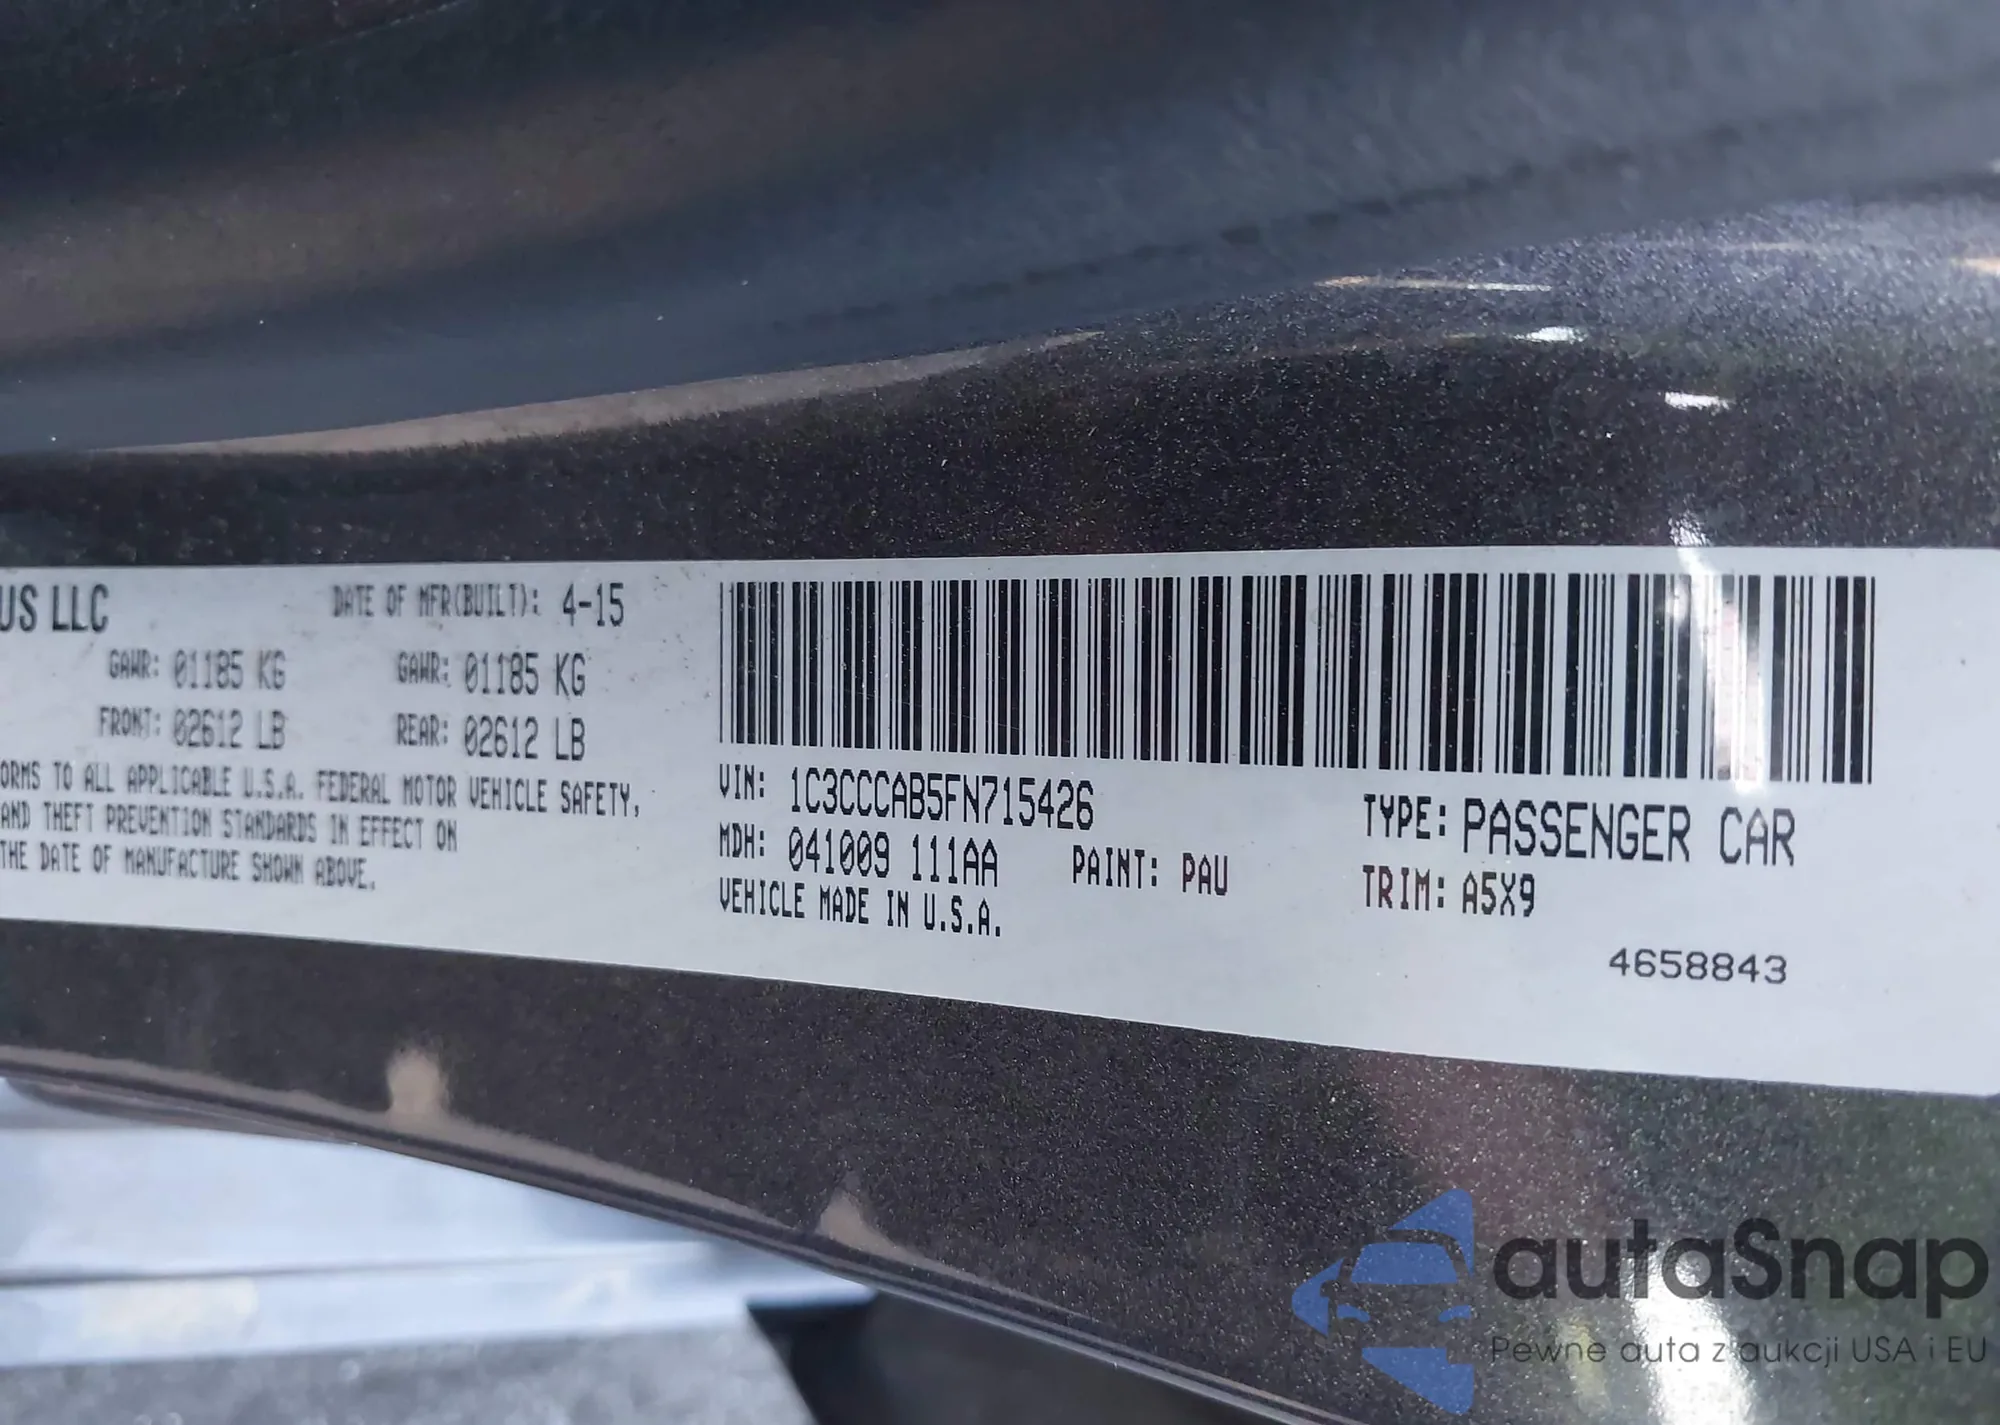 US LLC
DATE OF MFR(BUILT): 4-15
GAWR: 01185 KG GAWR: 01185 KG
FRONT: 02612 LB REAR: 02612 LB
ORMS TO ALL APPLICABLE U.S.A. FEDERAL MOTOR VEHICLE SAFETY,
AND THEFT PREVENTION STANDARDS IN EFFECT ON
THE DATE OF MANUFACTURE SHOWN ABOVE.
VIN: 1C3CCCAB5FN715426
MDH: 041009 111AA PAINT: PAU
VEHICLE MADE IN U.S.A.
TYPE: PASSENGER CAR
TRIM: A5X9
4658843
autaSnap
Pewne auta z aukcji USA i EU